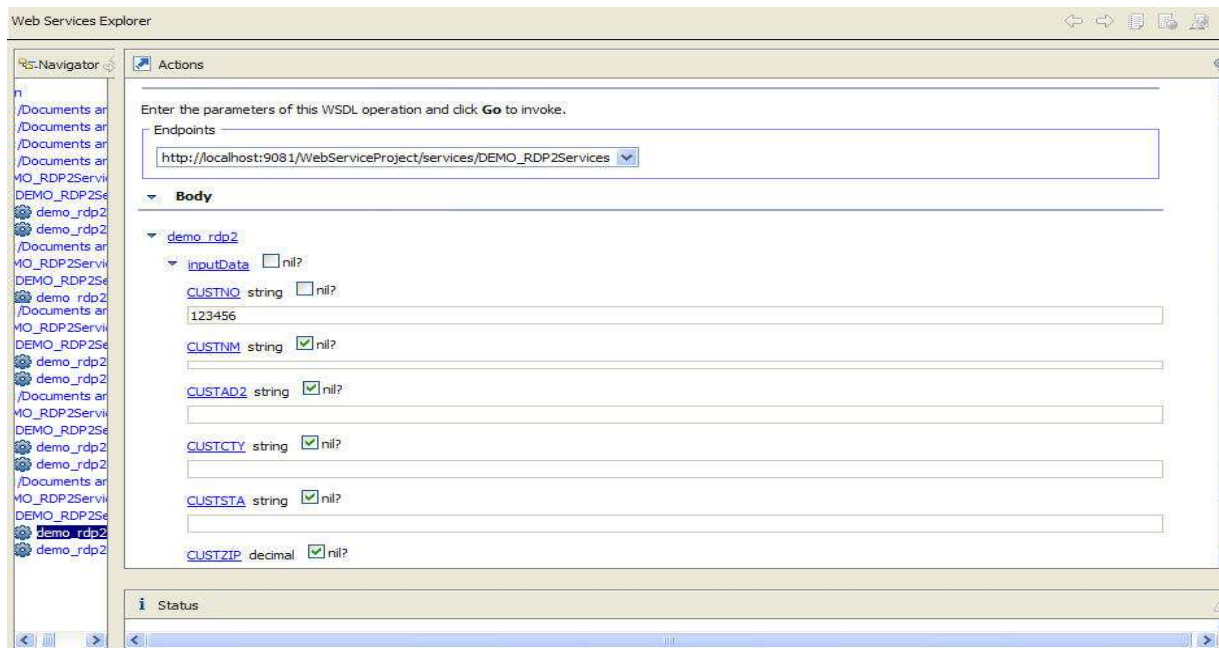 Web Services Explorer
Navigator
n
/Documents ar
/Documents ar
/Documents ar
/Documents ar
MO_RDP2Servic
DEMO_RDP2Se
demo_rdp2
demo_rdp2
/Documents ar
MO_RDP2Servi
DEMO_RDP2Se
demo_rdp2
/Documents ar
MO_RDP2Servi
DEMO_RDP2Se
demo_rdp2
demo_rdp2
/Documents ar
MO_RDP2Servi
DEMO_RDP2Se
demo_rdp2
demo_rdp2
/Documents ar
MO_RDP2Servi
DEMO_RDP2Se
demo_rdp2
demo_rdp2
Actions
Enter the parameters of this WSDL operation and click Go to invoke.
Endpoints
http://localhost:9081/WebServiceProject/services/DEMO_RDP2Services
Body
demo_rdp2
inputData nil?
CUSTNO string nil?
123456
CUSTNM string nil?
CUSTAD2 string nil?
CUSTCTY string nil?
CUSTSTA string nil?
CUSTZIP decimal nil?
i Status